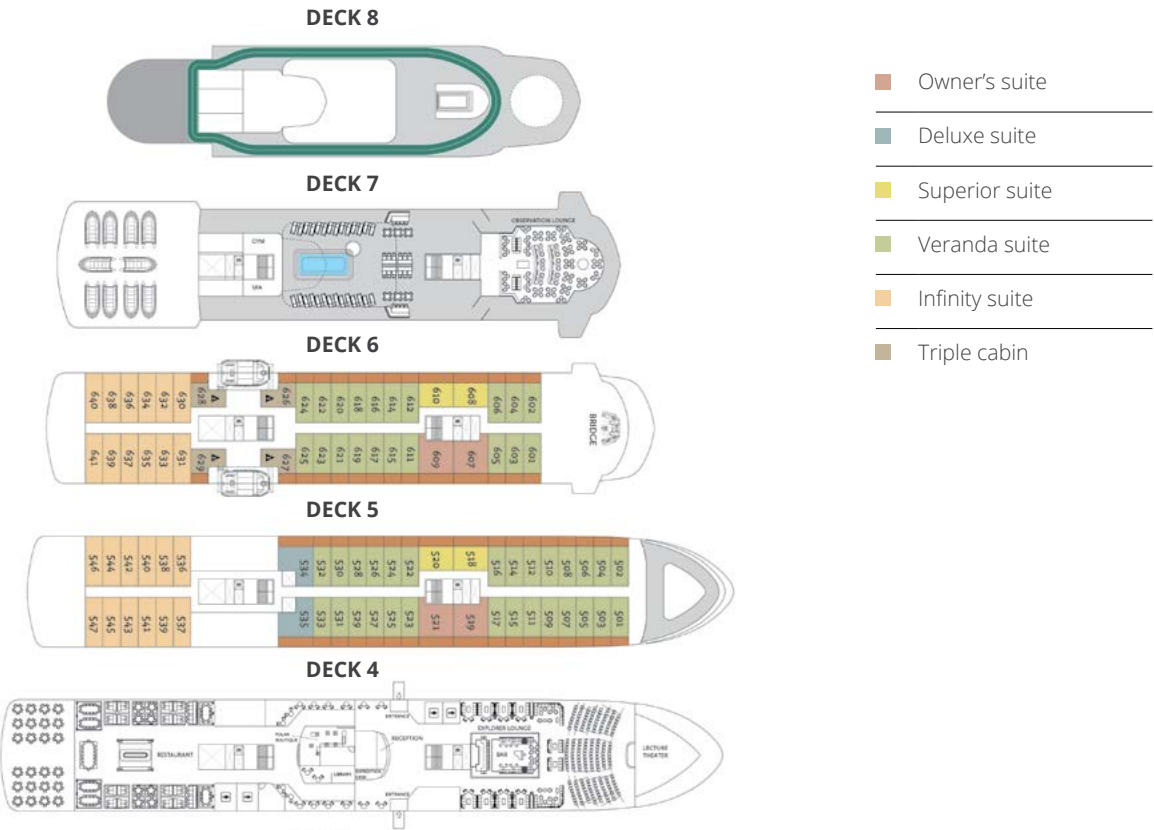 DECK 8
DECK 7
GYM
SPA
OBSERVATION LOUNGE
DECK 6
640 638 636 634 632 630 628 626 624 622 620 618 616 614 612 610 608 606 604 602
BRIDGE
641 639 637 635 633 631 629 627 625 623 621 619 617 615 611 609 607 605 603 601
DECK 5
546 544 542 540 538 536 534 532 530 528 526 524 522 520 518 516 514 512 510 508 506 504 502
547 545 543 541 539 537 535 533 531 529 527 525 523 521 519 517 515 511 509 507 505 503 501
DECK 4
ENTRANCE
POLAR
BOUTIQUE
RECEPTION
EXPLORER LOUNGE
BAR
RESTAURANT
LIBRARY
EXPEDITION
DESK
LECTURE
THEATER
ENTRANCE
Owner's suite
Deluxe suite
Superior suite
Veranda suite
Infinity suite
Triple cabin